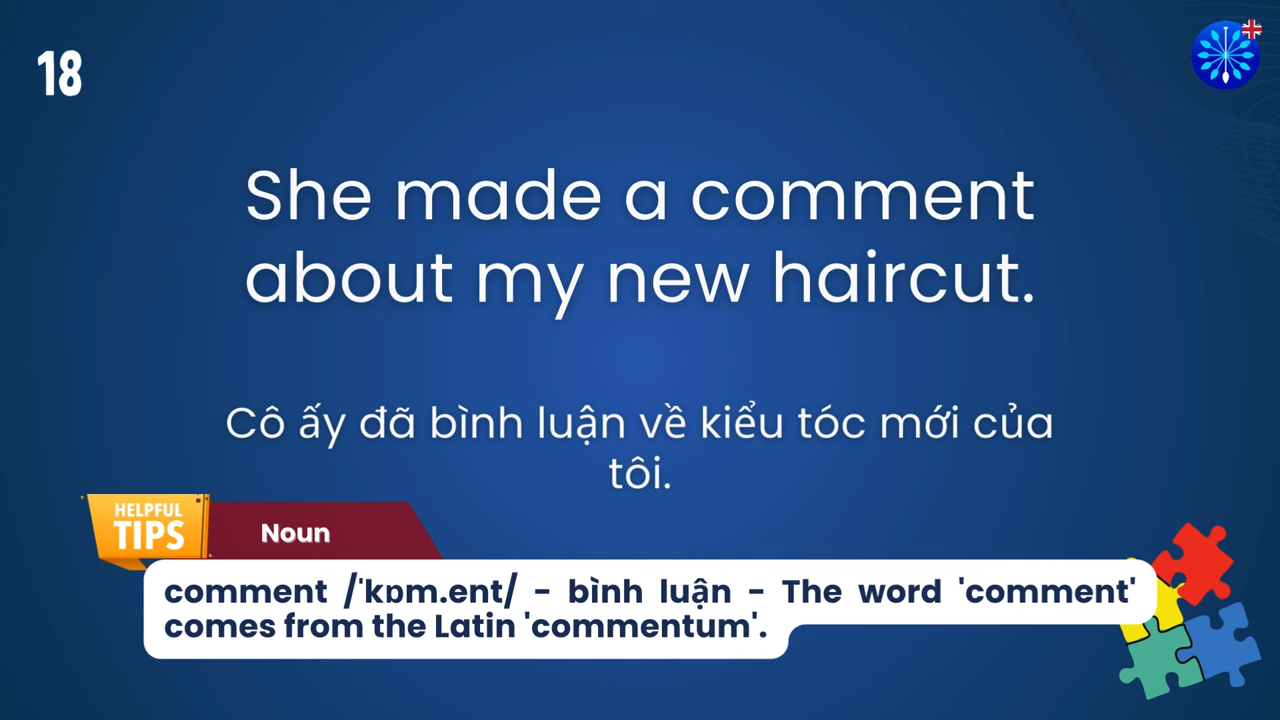 18
She made a comment
about my new haircut.
Cô ấy đã bình luận về kiểu tóc mới của
tôi.
HELPFUL
TIPS
Noun
comment /ˈkɒm.ent/ - bình luận - The word 'comment'
comes from the Latin 'commentum'.